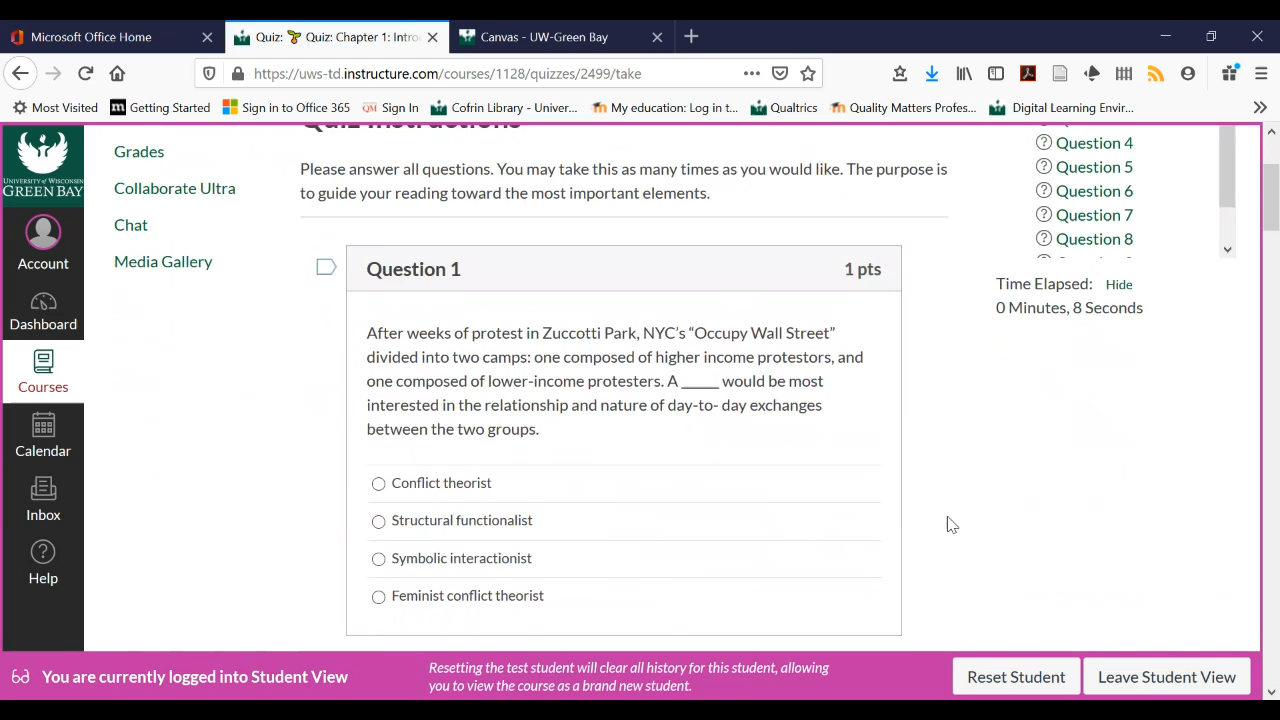 Microsoft Office Home
Quiz: Quiz: Chapter 1: Intro
Canvas - UW-Green Bay
https://uws-td.instructure.com/courses/1128/quizzes/2499/take
Most Visited
Getting Started
Sign in to Office 365
QM Sign In
Cofrin Library - Univer...
My education: Log in t...
Qualtrics
Quality Matters Profes...
Digital Learning Envir...
UNIVERSITY OF WISCONSIN
GREEN BAY
Account
Dashboard
Courses
Calendar
Inbox
Help
Grades
Collaborate Ultra
Chat
Media Gallery
Quiz Instructions
Please answer all questions. You may take this as many times as you would like. The purpose is
to guide your reading toward the most important elements.
Question 1
1 pts
After weeks of protest in Zuccotti Park, NYC’s “Occupy Wall Street”
divided into two camps: one composed of higher income protestors, and
one composed of lower-income protesters. A _____ would be most
interested in the relationship and nature of day-to- day exchanges
between the two groups.
Conflict theorist
Structural functionalist
Symbolic interactionist
Feminist conflict theorist
Question 4
Question 5
Question 6
Question 7
Question 8
Time Elapsed: Hide
0 Minutes, 8 Seconds
You are currently logged into Student View
Resetting the test student will clear all history for this student, allowing
you to view the course as a brand new student.
Reset Student
Leave Student View